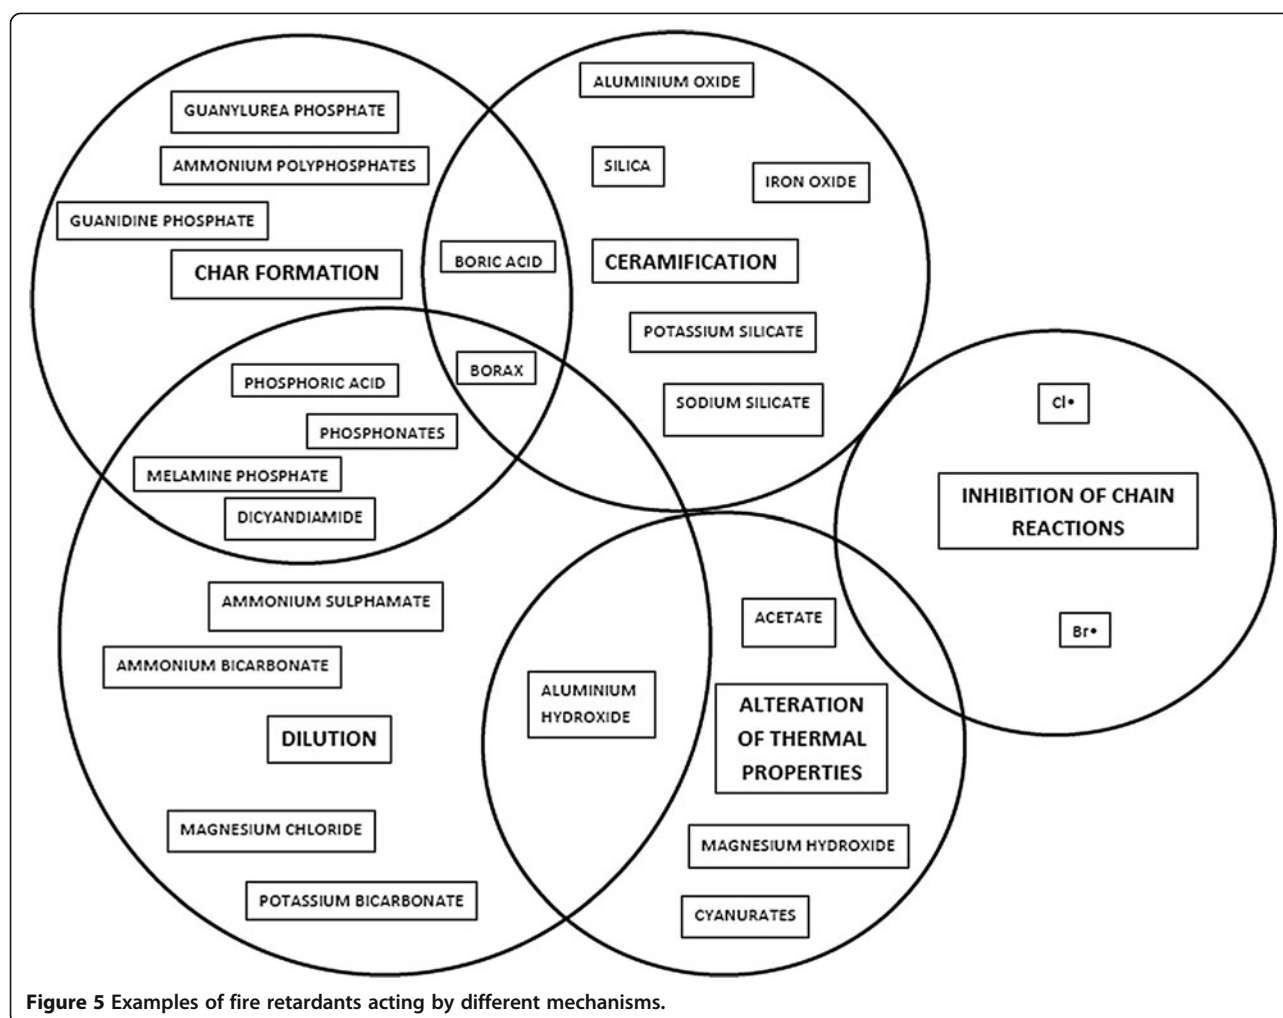 GUANYLUREA PHOSPHATE
AMMONIUM POLYPHOSPHATES
GUANIDINE PHOSPHATE
CHAR FORMATION
ALUMINIUM OXIDE
SILICA
IRON OXIDE
BORIC ACID
CERAMIFICATION
POTASSIUM SILICATE
SODIUM SILICATE
BORAX
PHOSPHORIC ACID
PHOSPHONATES
MELAMINE PHOSPHATE
DICYANDIAMIDE
Cl•
INHIBITION OF CHAIN
REACTIONS
Br•
AMMONIUM SULPHAMATE
AMMONIUM BICARBONATE
DILUTION
MAGNESIUM CHLORIDE
POTASSIUM BICARBONATE
ALUMINIUM
HYDROXIDE
ACETATE
ALTERATION
OF THERMAL
PROPERTIES
MAGNESIUM HYDROXIDE
CYANURATES
Figure 5 Examples of fire retardants acting by different mechanisms.